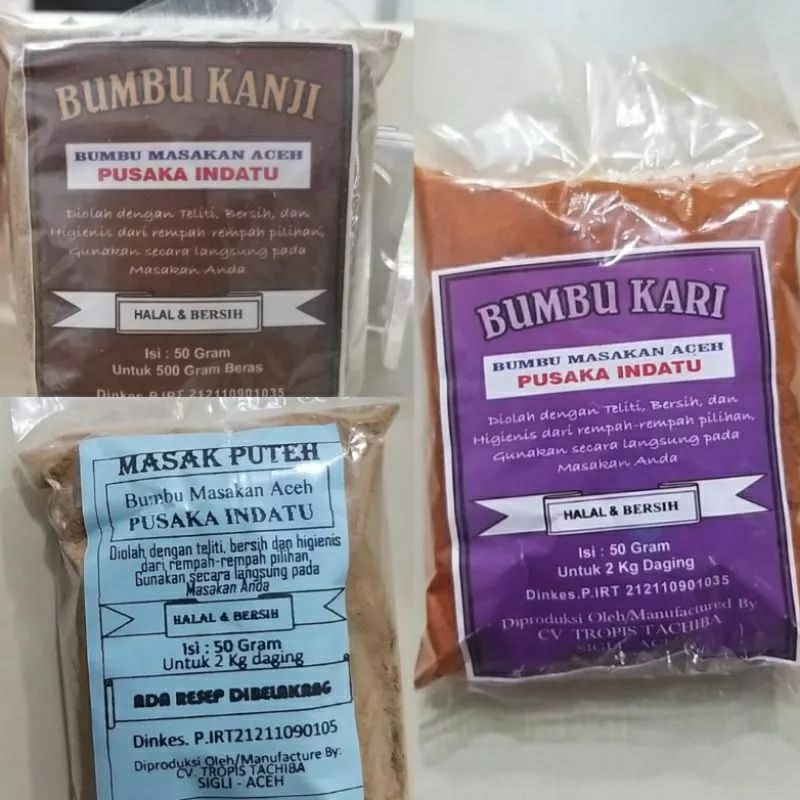 BUMBU KANJI
BUMBU MASAKAN ACEH
PUSAKA INDATU
Diolah dengan Teliti, Bersih, dan
Higienis dari rempah-rempah pilihan,
Gunakan secara langsung pada
Masakan Anda
HALAL & BERSIH
Isi : 50 Gram
Untuk 500 Gram Beras
Dinkes.P.IRT 212110901035
MASAK PUTEH
Bumbu Masakan Aceh
PUSAKA INDATU
Diolah dengan teliti, bersih dan higienis
dari rempah-rempah pilihan,
Gunakan secara langsung pada
Masakan Anda
HALAL & BERSIH
Isi : 50 Gram
Untuk 2 Kg daging
ADA RESEP DIBELAKRAG
Dinkes. P.IRT21211090105
Diproduksi Oleh/Manufacture By:
CV. TROPIS TACHIBA
SIGLI - ACEH
BUMBU KARI
BUMBU MASAKAN ACEH
PUSAKA INDATU
Diolah dengan Teliti, Bersih, dan
Higienis dari rempah-rempah pilihan,
Gunakan secara langsung pada
Masakan Anda
HALAL & BERSIH
Isi : 50 Gram
Untuk 2 Kg Daging
Dinkes.P.IRT 212110901035
Diproduksi Oleh/Manufactured By
CV. TROPIS TACHIBA
SIGLI